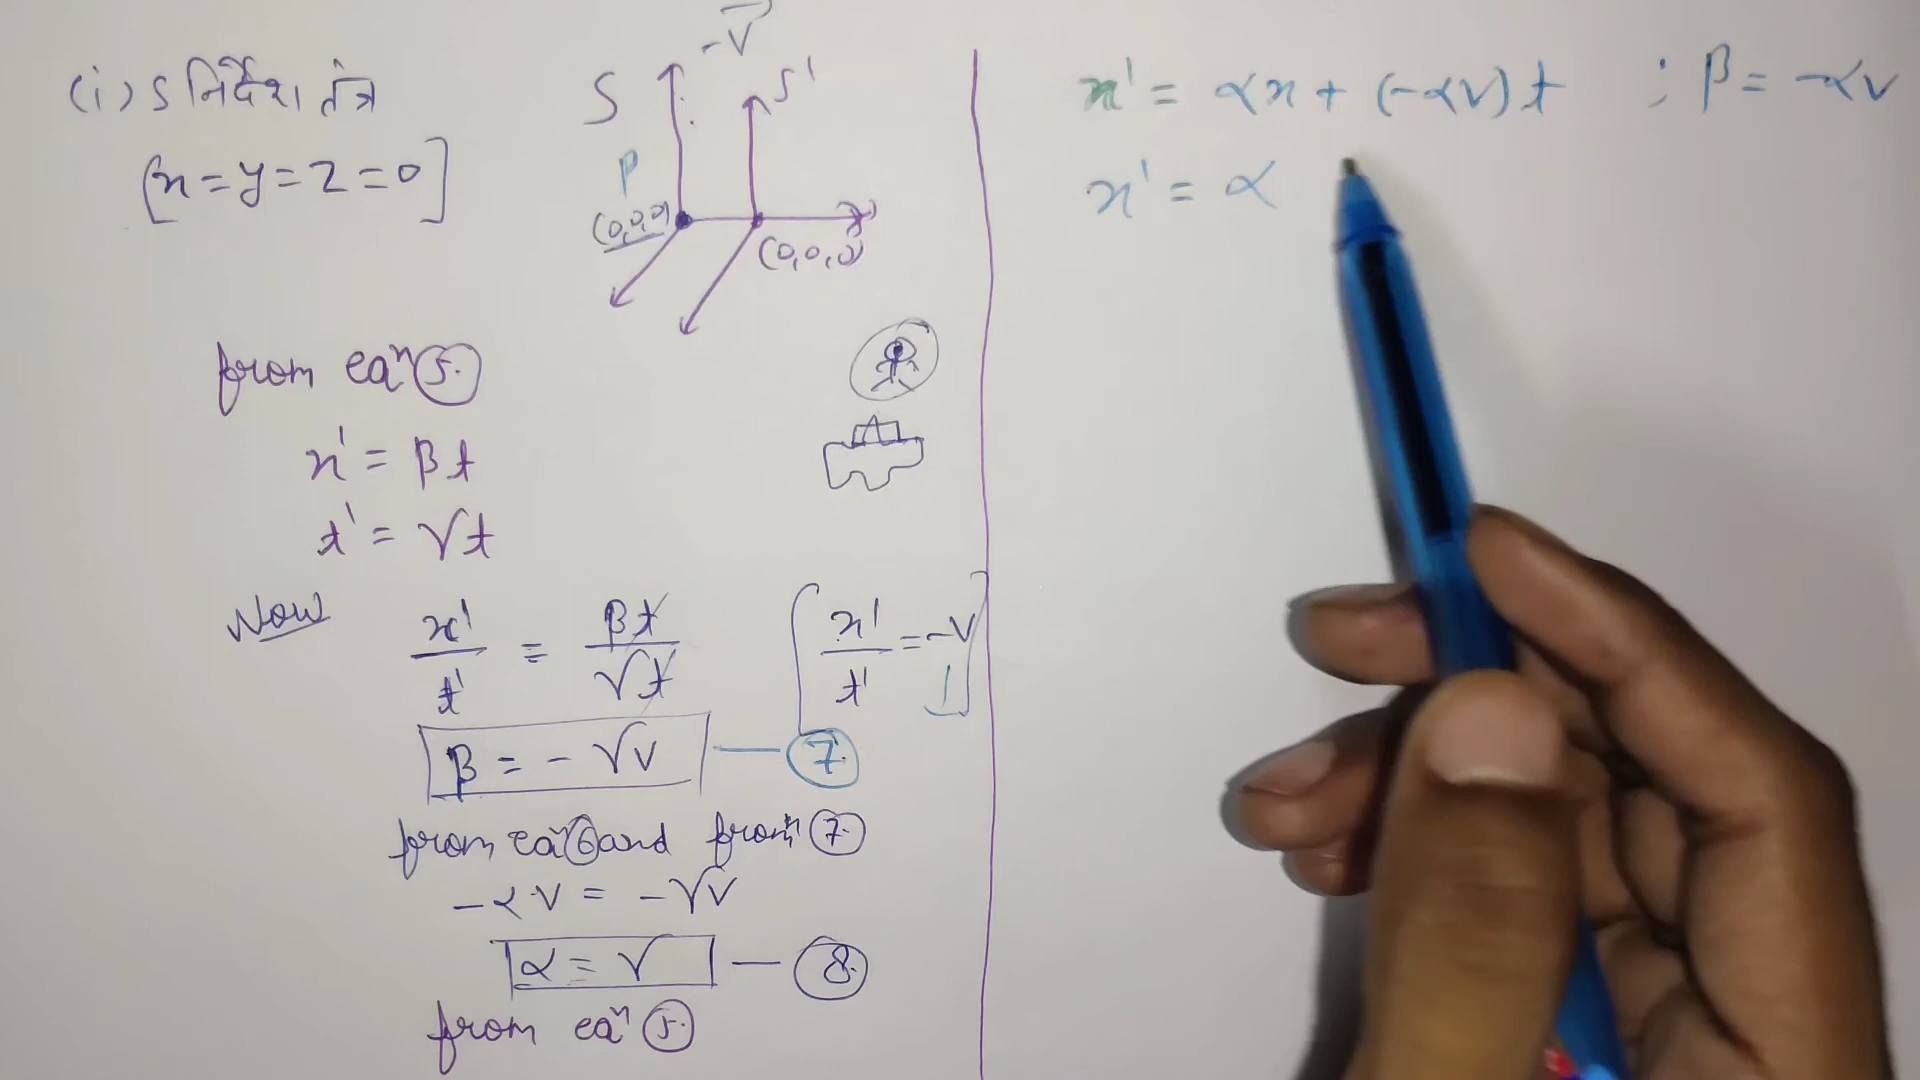 (i) S निर्देश तंत्र
[x=y=z=0]
-V
S
S'
P
(0,0,0)
(0,0,0)
from eqⁿ (5.)
x' = βt
t' = γt
Now x'/t' = βt/γt [x'/t' = -V]
β = - γv — (7.)
from eqⁿ (6) and fromⁿ (7.)
-αv = -γv
α = γ — (8.)
from eqⁿ (5.)
x' = αx + (-αv)t ; β = -αv
x' = α